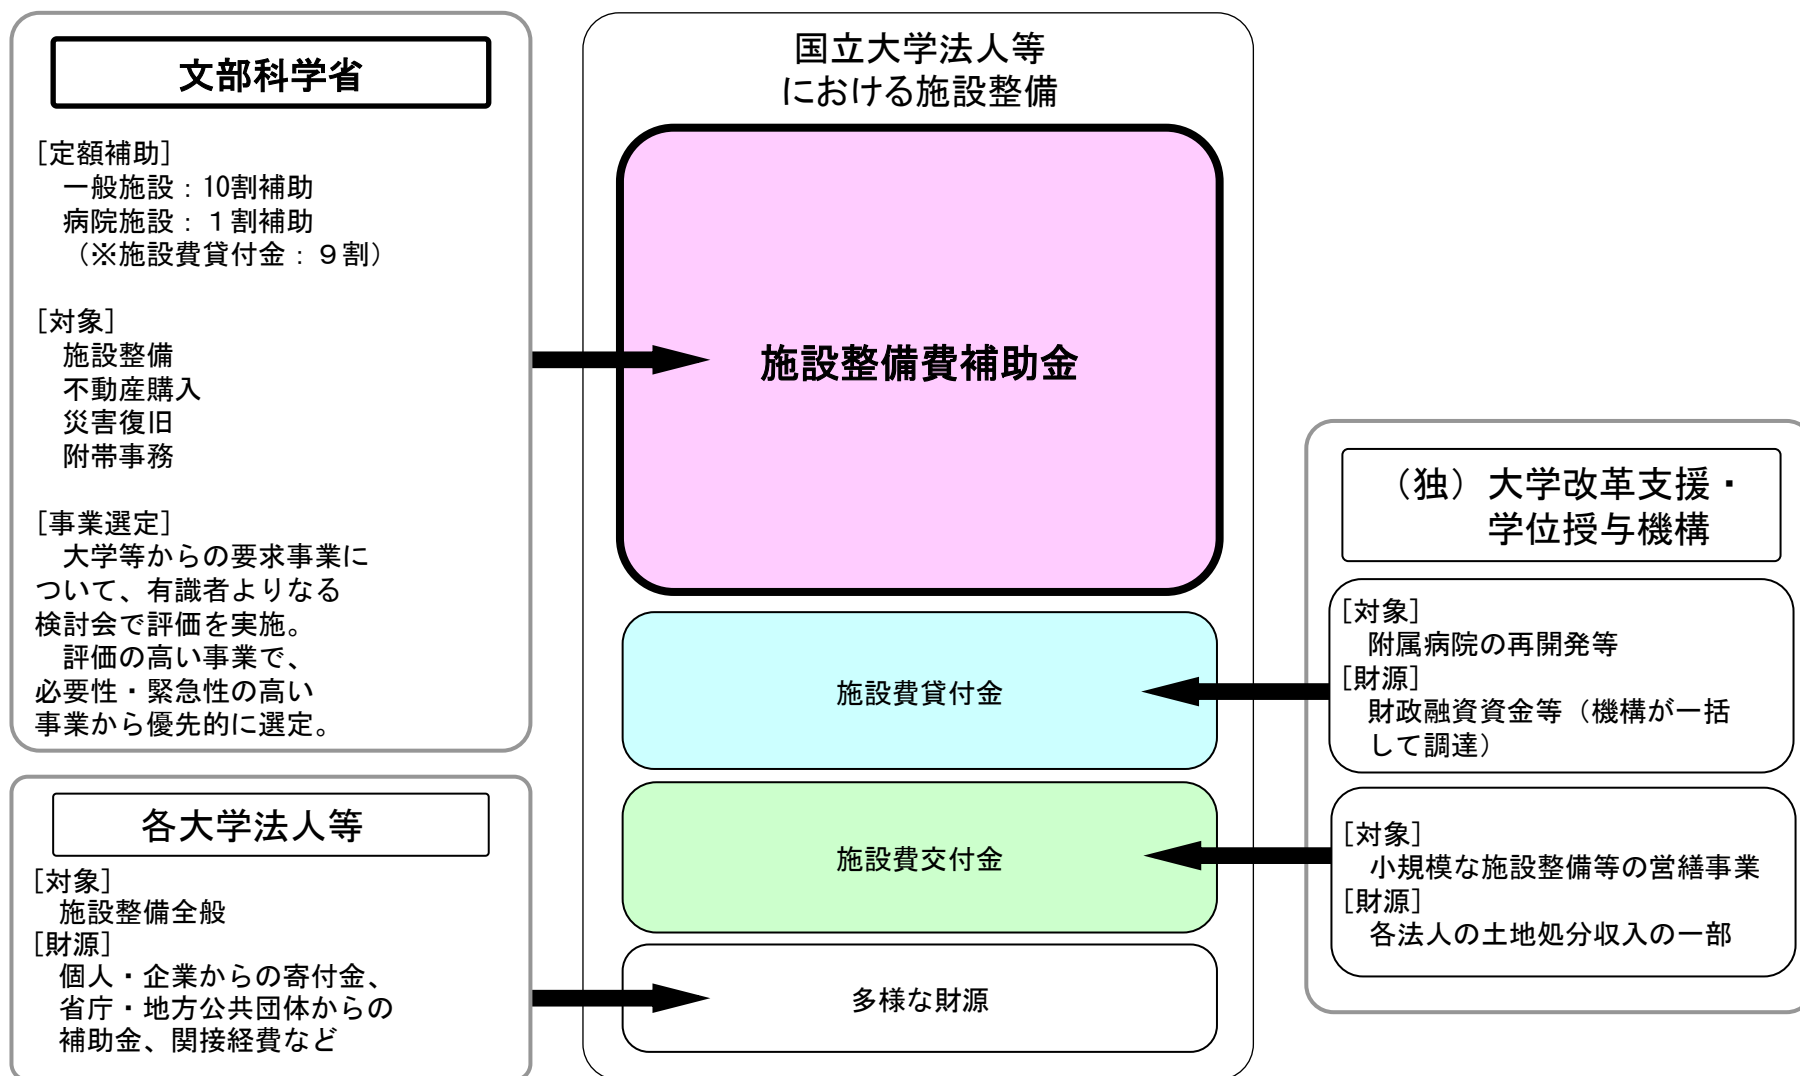 文部科学省
［定額補助］
一般施設：10割補助
病院施設：１割補助
（※施設費貸付金：９割）
［対象］
施設整備
不動産購入
災害復旧
附帯事務
［事業選定］
大学等からの要求事業に
ついて、有識者よりなる
検討会で評価を実施。
評価の高い事業で、
必要性・緊急性の高い
事業から優先的に選定。
各大学法人等
［対象］
施設整備全般
［財源］
個人・企業からの寄付金、
省庁・地方公共団体からの
補助金、関接経費など
国立大学法人等
における施設整備
施設整備費補助金
施設費貸付金
施設費交付金
多様な財源
（独）大学改革支援・
学位授与機構
［対象］
附属病院の再開発等
［財源］
財政融資資金等（機構が一括
して調達）
［対象］
小規模な施設整備等の営繕事業
［財源］
各法人の土地処分収入の一部